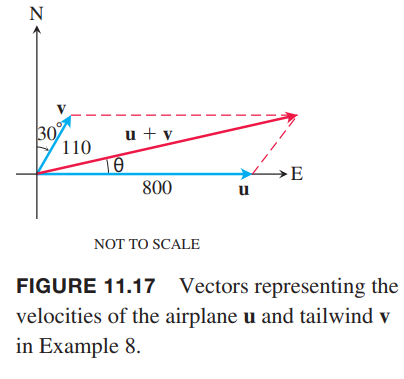 N
v
30°
110
u + v
θ
E
800
u
NOT TO SCALE
FIGURE 11.17 Vectors representing the
velocities of the airplane u and tailwind v
in Example 8.